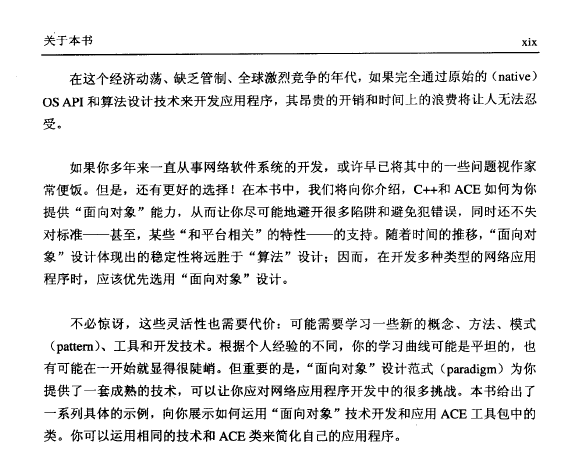 关于本书 xix
在这个经济动荡、缺乏管制、全球激烈竞争的年代，如果完全通过原始的（native）
OS API 和算法设计技术来开发应用程序，其昂贵的开销和时间上的浪费将让人无法忍
受。
如果你多年来一直从事网络软件系统的开发，或许早已将其中的一些问题视作家
常便饭。但是，还有更好的选择！在本书中，我们将向你介绍，C++和 ACE 如何为你
提供“面向对象”能力，从而让你尽可能地避开很多陷阱和避免犯错误，同时还不失
对标准——甚至，某些“和平台相关”的特性——的支持。随着时间的推移，“面向对
象”设计体现出的稳定性将远胜于“算法”设计；因而，在开发多种类型的网络应用
程序时，应该优先选用“面向对象”设计。
不必惊讶，这些灵活性也需要代价：可能需要学习一些新的概念、方法、模式
（pattern）、工具和开发技术。根据个人经验的不同，你的学习曲线可能是平坦的，也
有可能在一开始就显得很陡峭。但重要的是，“面向对象”设计范式（paradigm）为你
提供了一套成熟的技术，可以让你应对网络应用程序开发中的很多挑战。本书给出了
一系列具体的示例，向你展示如何运用“面向对象”技术开发和应用 ACE 工具包中的
类。你可以运用相同的技术和 ACE 类来简化自己的应用程序。